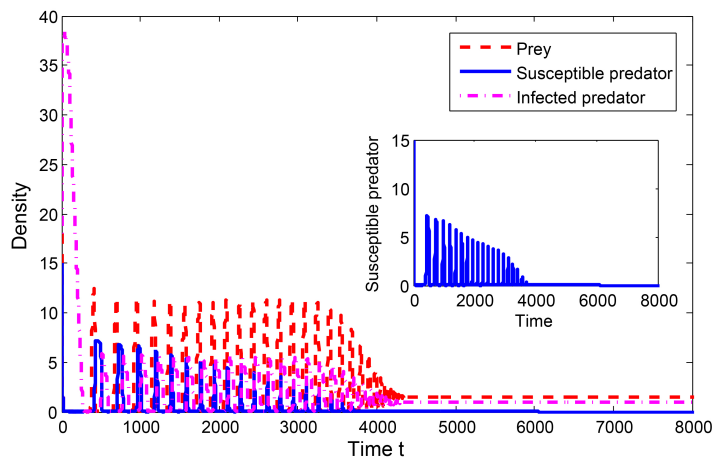 40
35
30
25
20
15
10
5
0
Density
0 1000 2000 3000 4000 5000 6000 7000 8000
Time t
Prey
Susceptible predator
Infected predator
15
10
5
0
Susceptible predator
0 2000 4000 6000 8000
Time